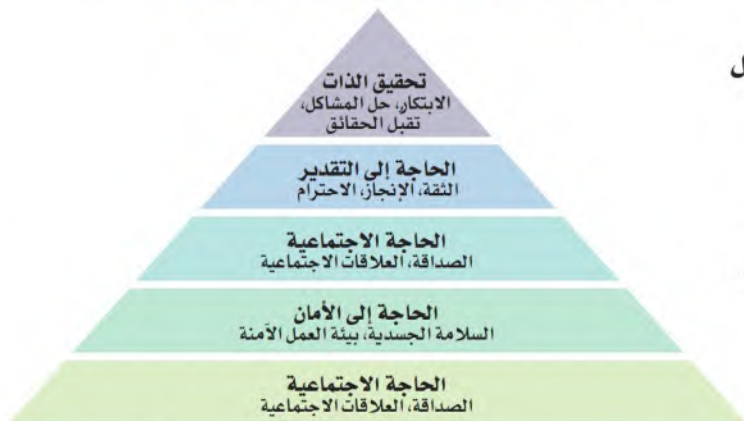 تحقيق الذات
الابتكار، حل المشاكل،
تقبل الحقائق
الحاجة إلى التقدير
الثقة، الإنجاز، الاحترام
الحاجة الاجتماعية
الصداقة، العلاقات الاجتماعية
الحاجة إلى الأمان
السلامة الجسدية، بيئة العمل الآمنة
الحاجة الاجتماعية
الصداقة، العلاقات الاجتماعية